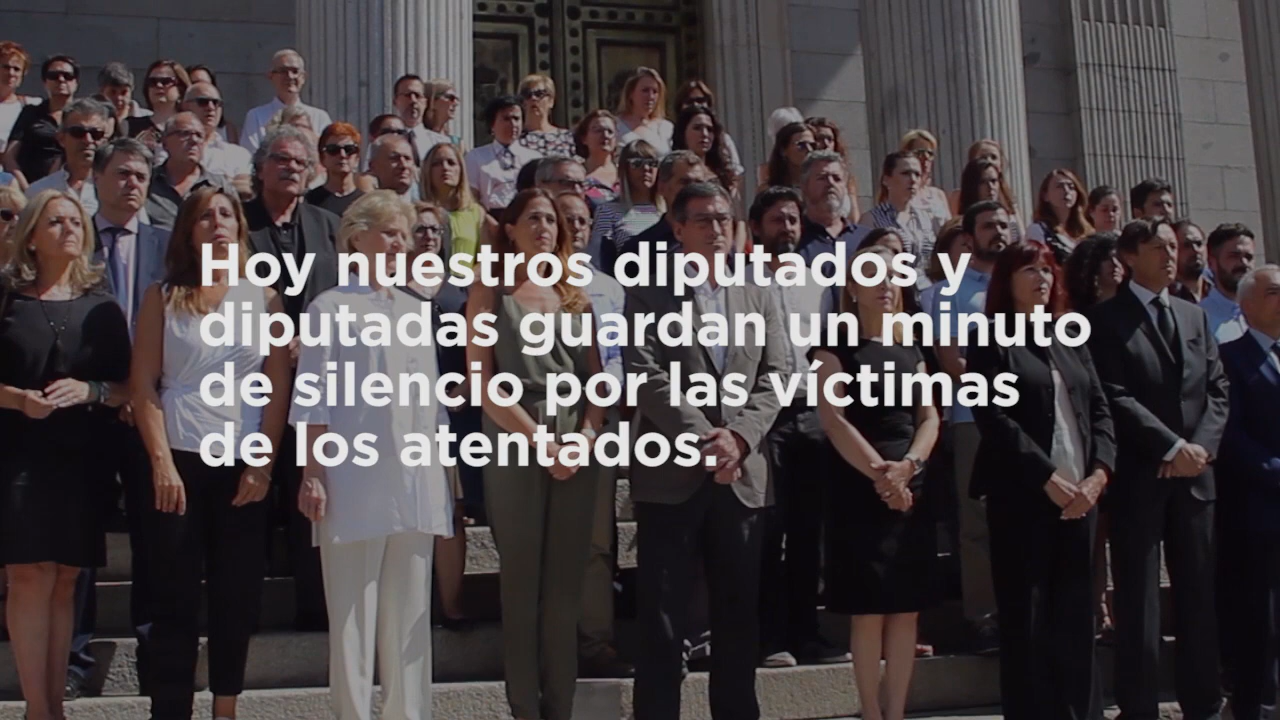 Hoy nuestros diputados y
diputadas guardan un minuto
de silencio por las víctimas
de los atentados.